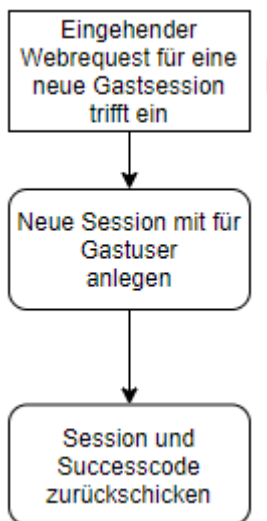 Eingehender
Webrequest für eine
neue Gastsession
trifft ein
Neue Session mit für
Gastuser
anlegen
Session und
Successcode
zurückschicken